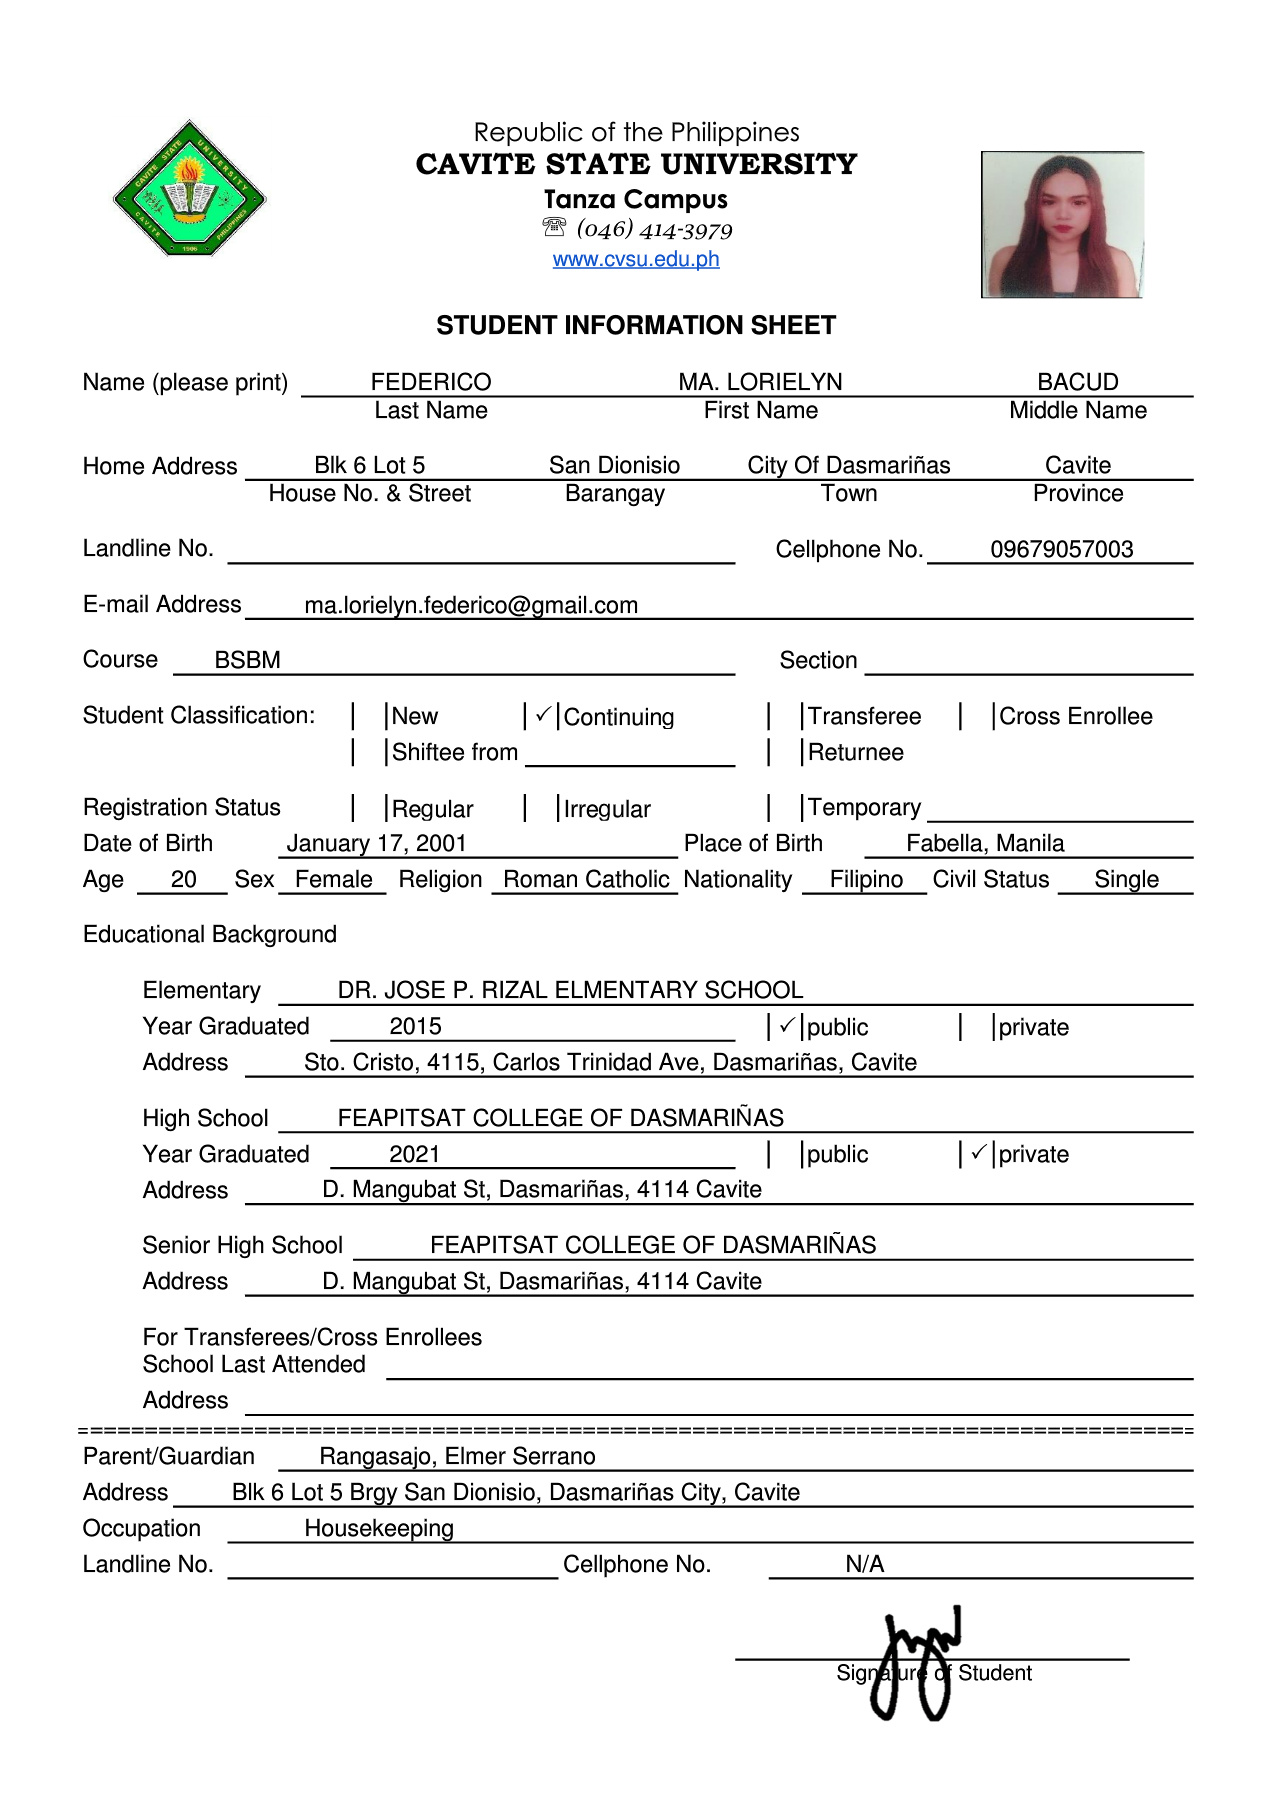 Republic of the Philippines
CAVITE STATE UNIVERSITY
Tanza Campus
☏ (046) 414-3979
www.cvsu.edu.ph
CAVITE STATE UNIVERSITY
CAVITE 1906 PHILIPPINES
STUDENT INFORMATION SHEET
Name (please print) FEDERICO MA. LORIELYN BACUD
Last Name First Name Middle Name
Home Address Blk 6 Lot 5 San Dionisio City Of Dasmariñas Cavite
House No. & Street Barangay Town Province
Landline No. Cellphone No. 09679057003
E-mail Address ma.lorielyn.federico@gmail.com
Course BSBM Section
Student Classification: | | New | ✓ | Continuing | | Transferee | | Cross Enrollee
| | Shiftee from | | Returnee
Registration Status | | Regular | | Irregular | | Temporary
Date of Birth January 17, 2001 Place of Birth Fabella, Manila
Age 20 Sex Female Religion Roman Catholic Nationality Filipino Civil Status Single
Educational Background
Elementary DR. JOSE P. RIZAL ELMENTARY SCHOOL
Year Graduated 2015 | ✓ | public | | private
Address Sto. Cristo, 4115, Carlos Trinidad Ave, Dasmariñas, Cavite
High School FEAPITSAT COLLEGE OF DASMARIÑAS
Year Graduated 2021 | | public | ✓ | private
Address D. Mangubat St, Dasmariñas, 4114 Cavite
Senior High School FEAPITSAT COLLEGE OF DASMARIÑAS
Address D. Mangubat St, Dasmariñas, 4114 Cavite
For Transferees/Cross Enrollees
School Last Attended
Address
Parent/Guardian Rangasajo, Elmer Serrano
Address Blk 6 Lot 5 Brgy San Dionisio, Dasmariñas City, Cavite
Occupation Housekeeping
Landline No. Cellphone No. N/A
Signature of Student